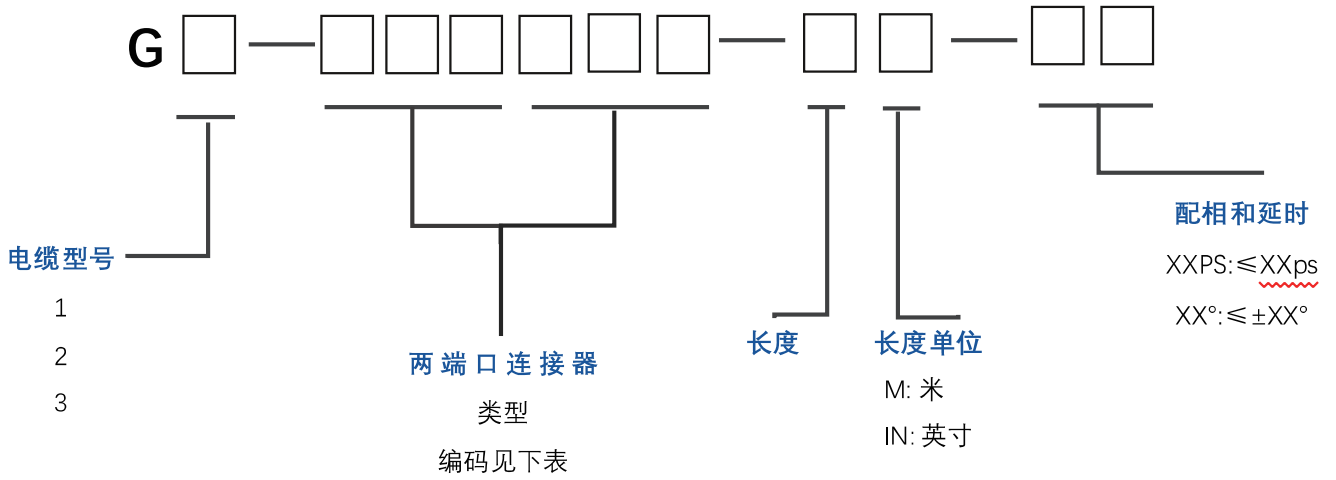 G
电缆型号
1
2
3
两端口连接器
类型
编码见下表
长度
长度单位
M: 米
IN: 英寸
配相和延时
XXPS:≤XXps
XX°:≤±XX°